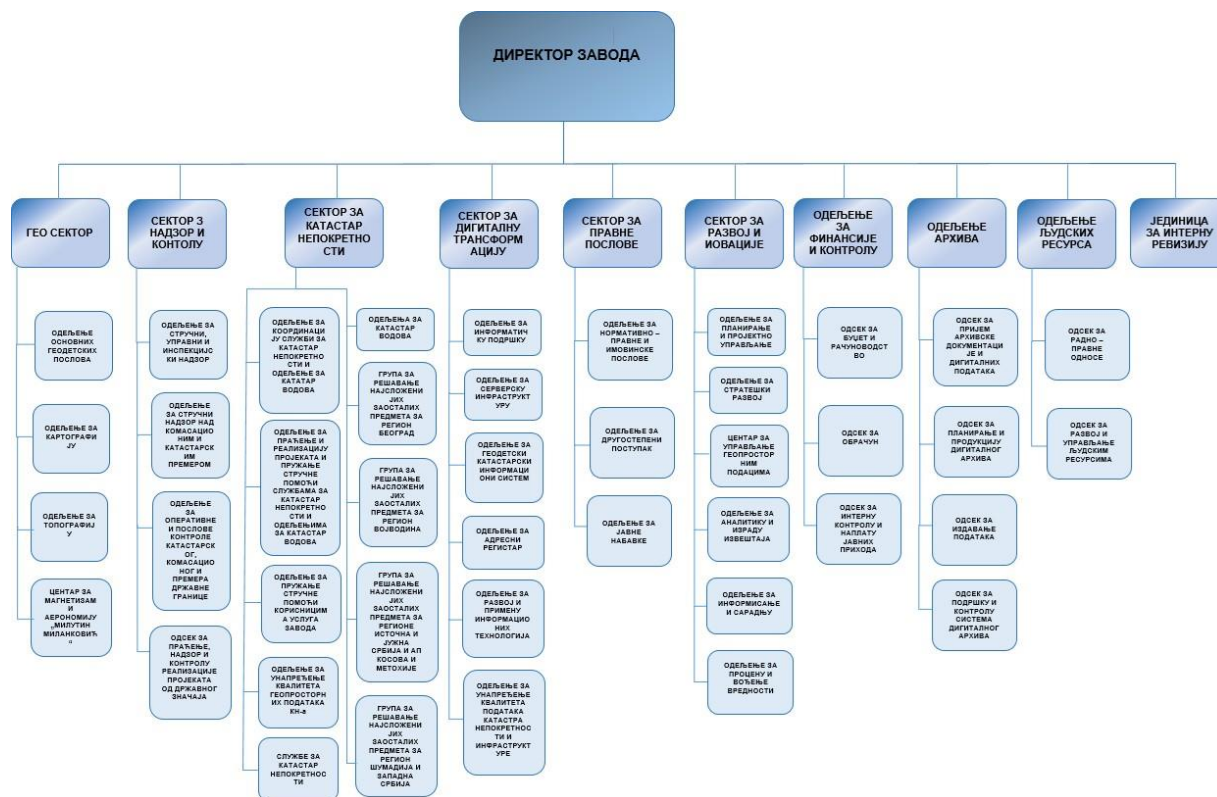 ДИРЕКТОР ЗАВОДА
ГЕО СЕКТОР
СЕКТОР З
НАДЗОР И
КОНТОЛУ
СЕКТОР ЗА
КАТАСТАР
НЕПОКРЕТНО
СТИ
СЕКТОР ЗА
ДИГИТАЛНУ
ТРАНСФОРМ
АЦИЈУ
СЕКТОР ЗА
ПРАВНЕ
ПОСЛОВЕ
СЕКТОР ЗА
РАЗВОЈ И
ИОВАЦИЈЕ
ОДЕЉЕЊЕ
ЗА
ФИНАНСИЈЕ
И КОНТРОЛУ
ОДЕЉЕЊЕ
АРХИВА
ОДЕЉЕЊЕ
ЉУДСКИХ
РЕСУРСА
ЈЕДИНИЦА
ЗА ИНТЕРНУ
РЕВИЗИЈУ
ОДЕЉЕЊЕ
ОСНОВНИХ
ГЕОДЕТСКИХ
ПОСЛОВА
ОДЕЉЕЊЕ ЗА
КАРТОГРАФИ
ЈУ
ОДЕЉЕЊЕ ЗА
ТОПОГРАФИЈ
У
ЦЕНТАР ЗА
МАГНЕТИЗАМ И
АЕРОНОМИЈУ
„МИЛУТИН
МИЛАНКОВИЋ
“
ОДЕЉЕЊЕ ЗА
СТРУЧНИ,
УПРАВНИ И
ИНСПЕКЦИЈС
КИ НАДЗОР
ОДЕЉЕЊЕ
ЗА СТРУЧНИ
НАДЗОР НАД
КОМАСАЦИО
НИМ И
КАТАСТАРСК
ИМ
ПРЕМЕРОМ
ОДЕЉЕЊЕ
ЗА
ОПЕРАТИВНЕ
И ПОСЛОВЕ
КОНТРОЛЕ
КАТАСТАРСК
ОГ,
КОМАСАЦИО
НОГ И
ПРЕМЕРА
ДРЖАВНЕ
ГРАНИЦЕ
ОДСЕК ЗА
ПРАЋЕЊЕ,
НАДЗОР И
КОНТРОЛУ
РЕАЛИЗАЦИЈЕ
ПРОЈЕКАТА
ОД ДРЖАВНОГ
ЗНАЧАЈА
ОДЕЉЕЊЕ ЗА
КООРДИНАЦИ
ЈУ СЛУЖБИ ЗА
КАТАСТАР
НЕПОКРЕТНО
СТИ И
ОДЕЉЕЊЕ ЗА
КАТАТАР
ВОДОВА
ОДЕЉЕЊЕ ЗА
ПРАЋЕЊЕ И
РЕАЛИЗАЦИЈУ
ПРОЈЕКАТА И
ПРУЖАЊЕ
СТРУЧНЕ
ПОМОЋИ
СЛУЖБАМА ЗА
КАТАСТАР
НЕПОКРЕТНО
СТИ И
ОДЕЉЕЊИМА
ЗА КАТАСТАР
ВОДОВА
ОДЕЉЕЊЕ ЗА
ПРУЖАЊЕ
СТРУЧНЕ
ПОМОЋИ
КОРИСНИЦИМ
А УСЛУГА
ЗАВОДА
ОДЕЉЕЊЕ ЗА
УНАПРЕЂЕЊЕ
КВАЛИТЕТА
ГЕОПРОСТОРН
ИХ ПОДАТАКА
КН-а
СЛУЖБЕ ЗА
КАТАСТАР
НЕПОКРЕТНОС
ТИ
ОДЕЉЕЊА ЗА
КАТАСТАР
ВОДОВА
ГРУПА ЗА
РЕШАВАЊЕ
НАЈСЛОЖЕНИ
ЈИХ
ЗАОСТАЛИХ
ПРЕДМЕТА ЗА
РЕГИОН
БЕОГРАД
ГРУПА ЗА
РЕШАВАЊЕ
НАЈСЛОЖЕНИ
ЈИХ
ЗАОСТАЛИХ
ПРЕДМЕТА ЗА
РЕГИОН
ВОЈВОДИНА
ГРУПА ЗА
РЕШАВАЊЕ
НАЈСЛОЖЕНИ
ЈИХ
ЗАОСТАЛИХ
ПРЕДМЕТА ЗА
РЕГИОНЕ
ИСТОЧНА И
ЈУЖНА
СРБИЈА И АП
КОСОВА И
МЕТОХИЈЕ
ГРУПА ЗА
РЕШАВАЊЕ
НАЈСЛОЖЕНИ
ЈИХ
ЗАОСТАЛИХ
ПРЕДМЕТА ЗА
РЕГИОН
ШУМАДИЈА И
ЗАПАДНА
СРБИЈА
ОДЕЉЕЊЕ ЗА
ИНФОРМАТИЧ
КУ ПОДРШКУ
ОДЕЉЕЊЕ ЗА
СЕРВЕРСКУ
ИНФРАСТРУКТ
УРУ
ОДЕЉЕЊЕ ЗА
ГЕОДЕТСКИ
КАТАСТАРСКИ
ИНФОРМАЦИ
ОНИ СИСТЕМ
ОДЕЉЕЊЕ ЗА
АДРЕСНИ
РЕГИСТАР
ОДЕЉЕЊЕ ЗА
РАЗВОЈ И
ПРИМЕНУ
ИНФОРМАЦИО
НИХ
ТЕХНОЛОГИЈА
ОДЕЉЕЊЕ ЗА
УНАПРЕЂЕЊЕ
КВАЛИТЕТА
ПОДАТАКА
КАТАСТРА
НЕПОКРЕТНОС
ТИ И
ИНФРАСТРУКТ
УРЕ
ОДЕЉЕЊЕ ЗА
НОРМАТИВНО –
ПРАВНЕ И
ИМОВИНСКЕ
ПОСЛОВЕ
ОДЕЉЕЊЕ ЗА
ДРУГОСТЕПЕНИ
ПОСТУПАК
ОДЕЉЕЊЕ ЗА
ЈАВНЕ
НАБАВКЕ
ОДЕЉЕЊЕ ЗА
ПЛАНИРАЊЕ
И ПРОЈЕКТНО
УПРАВЉАЊЕ
ОДЕЉЕЊЕ ЗА
СТРАТЕШКИ
РАЗВОЈ
ЦЕНТАР ЗА
УПРАВЉАЊЕ
ГЕОПРОСТОР
НИМ
ПОДАЦИМА
ОДЕЉЕЊЕ ЗА
АНАЛИТИКУ И
ИЗРАДУ
ИЗВЕШТАЈА
ОДЕЉЕЊЕ ЗА
ИНФОРМИСАЊЕ
И САРАДЊУ
ОДЕЉЕЊЕ ЗА
ПРОЦЕНУ И
ВОЂЕЊЕ
ВРЕДНОСТИ
ОДСЕК ЗА
БУЏЕТ И
РАЧУНОВОДСТ
ВО
ОДСЕК ЗА
ОБРАЧУН
ОДСЕК ЗА
ИНТЕРНУ
КОНТРОЛУ И
НАПЛАТУ
ЈАВНИХ
ПРИХОДА
ОДСЕК ЗА
ПРИЈЕМ
АРХИВСКЕ
ДОКУМЕНТАЦИ
ЈЕ И
ДИГИТАЛНИХ
ПОДАТАКА
ОДСЕК ЗА
ПЛАНИРАЊЕ И
ПРОДУКЦИЈУ
ДИГИТАЛНОГ
АРХИВА
ОДСЕК ЗА
ИЗДАВАЊЕ
ПОДАТАКА
ОДСЕК ЗА
ПОДРШКУ И
КОНТРОЛУ
СИСТЕМА
ДИГИТАЛНОГ
АРХИВА
ОДСЕК ЗА
РАДНО –
ПРАВНЕ
ОДНОСЕ
ОДСЕК ЗА
РАЗВОЈ И
УПРАВЉАЊЕ
ЉУДСКИМ
РЕСУРСИМА